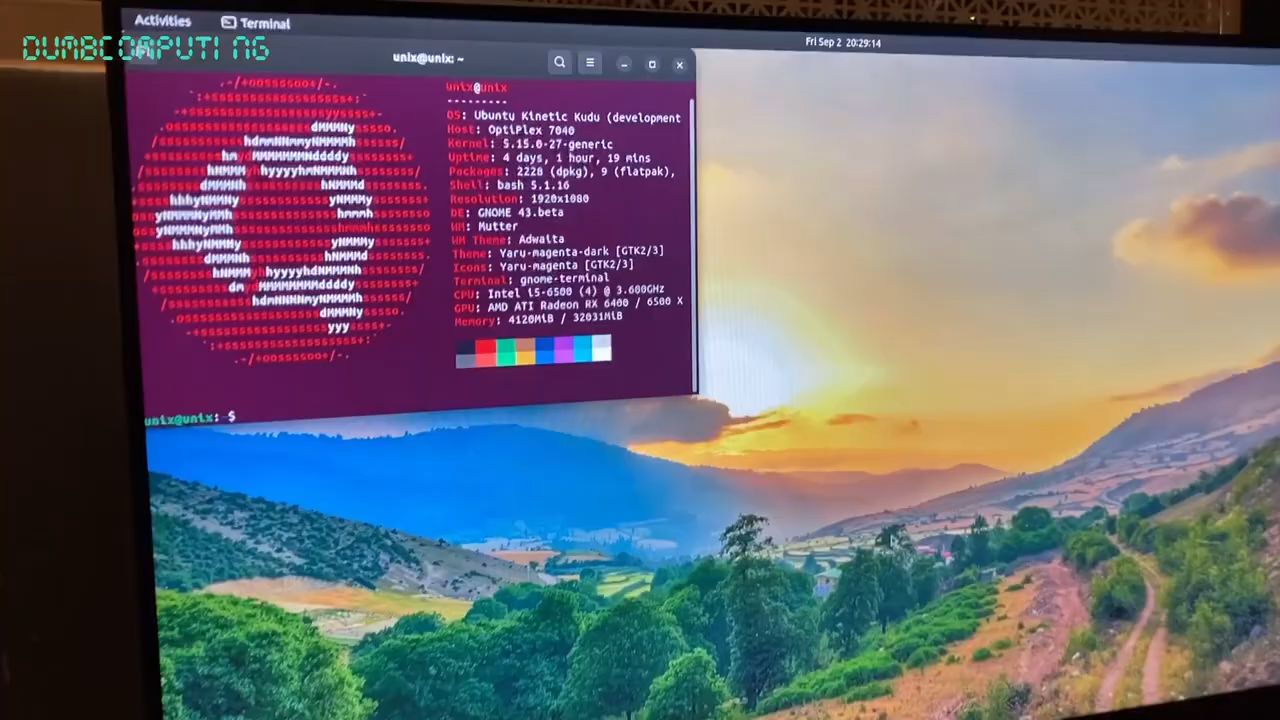 Activities
Terminal
Fri Sep 2 20:29:14
DUMBCOMPUTING
unix@unix: ~
unix@unix
---------
OS: Ubuntu Kinetic Kudu (development
Host: OptiPlex 7040
Kernel: 5.15.0-27-generic
Uptime: 4 days, 1 hour, 19 mins
Packages: 2228 (dpkg), 9 (flatpak),
Shell: bash 5.1.16
Resolution: 1920x1080
DE: GNOME 43.beta
WM: Mutter
WM Theme: Adwaita
Theme: Yaru-magenta-dark [GTK2/3]
Icons: Yaru-magenta [GTK2/3]
Terminal: gnome-terminal
CPU: Intel i5-6500 (4) @ 3.600GHz
GPU: AMD ATI Radeon RX 6400 / 6500 X
Memory: 4120MiB / 32031MiB
unix@unix: $